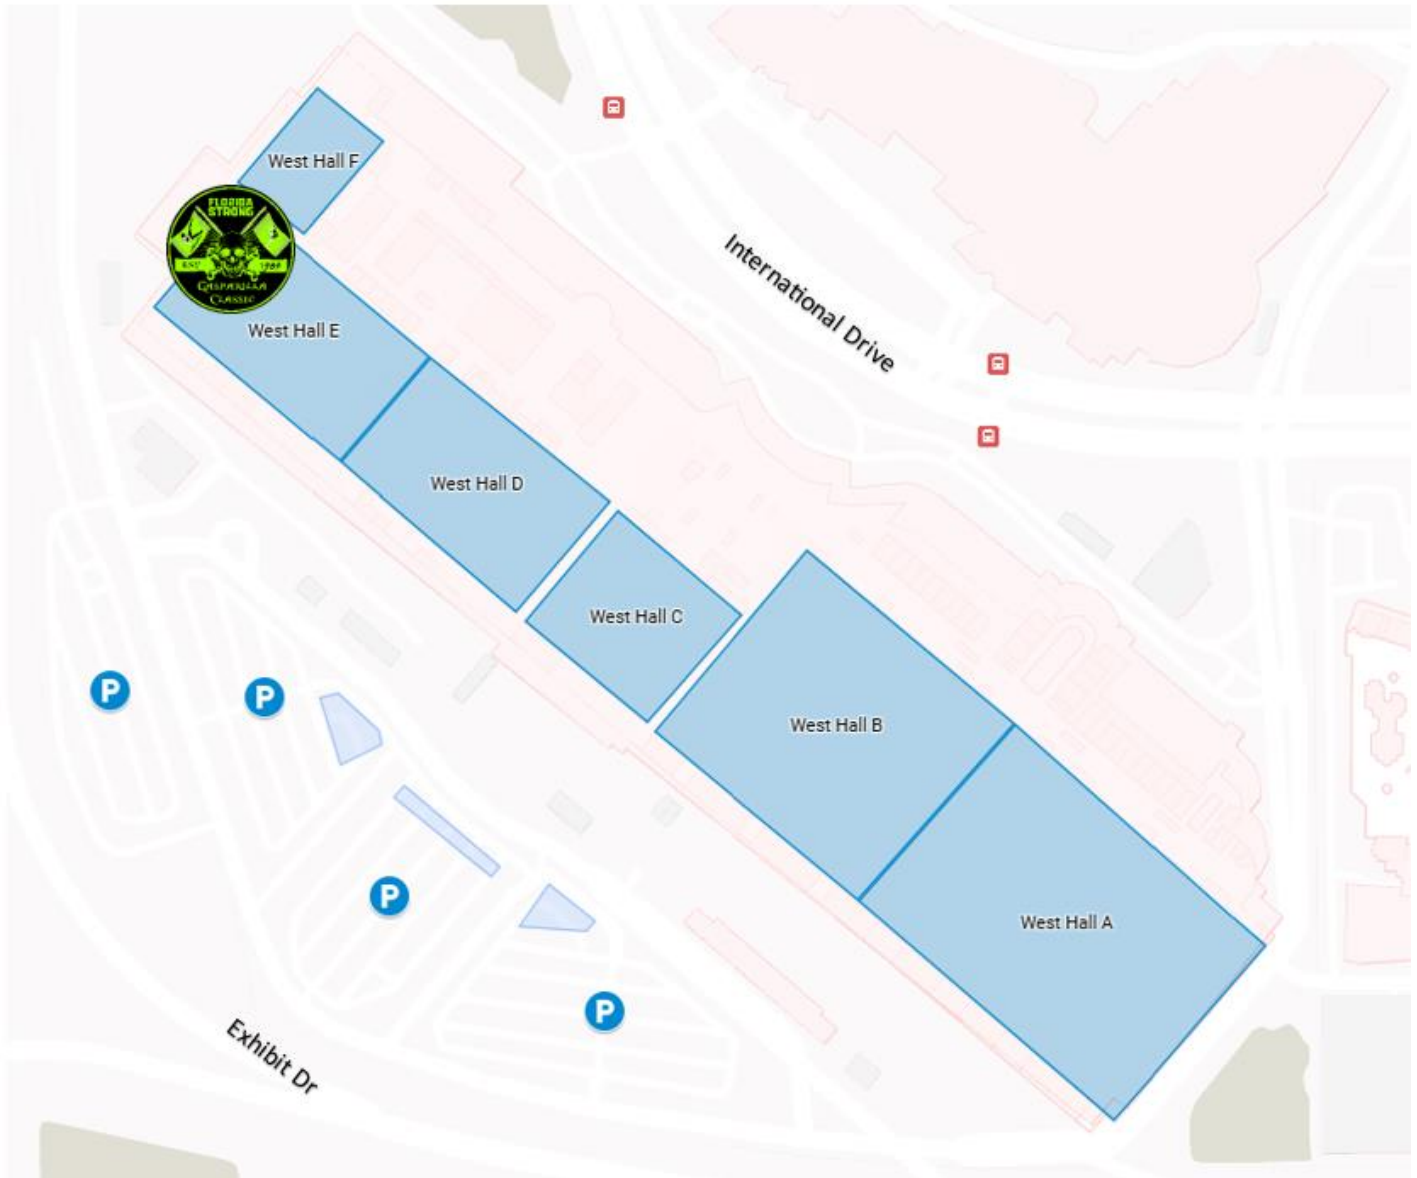 West Hall F
FLORIDA
STRONG
EST 1989
GASPARILLA
CLASSIC
International Drive
West Hall E
West Hall D
West Hall C
P
P
West Hall B
P
West Hall A
P
Exhibit Dr